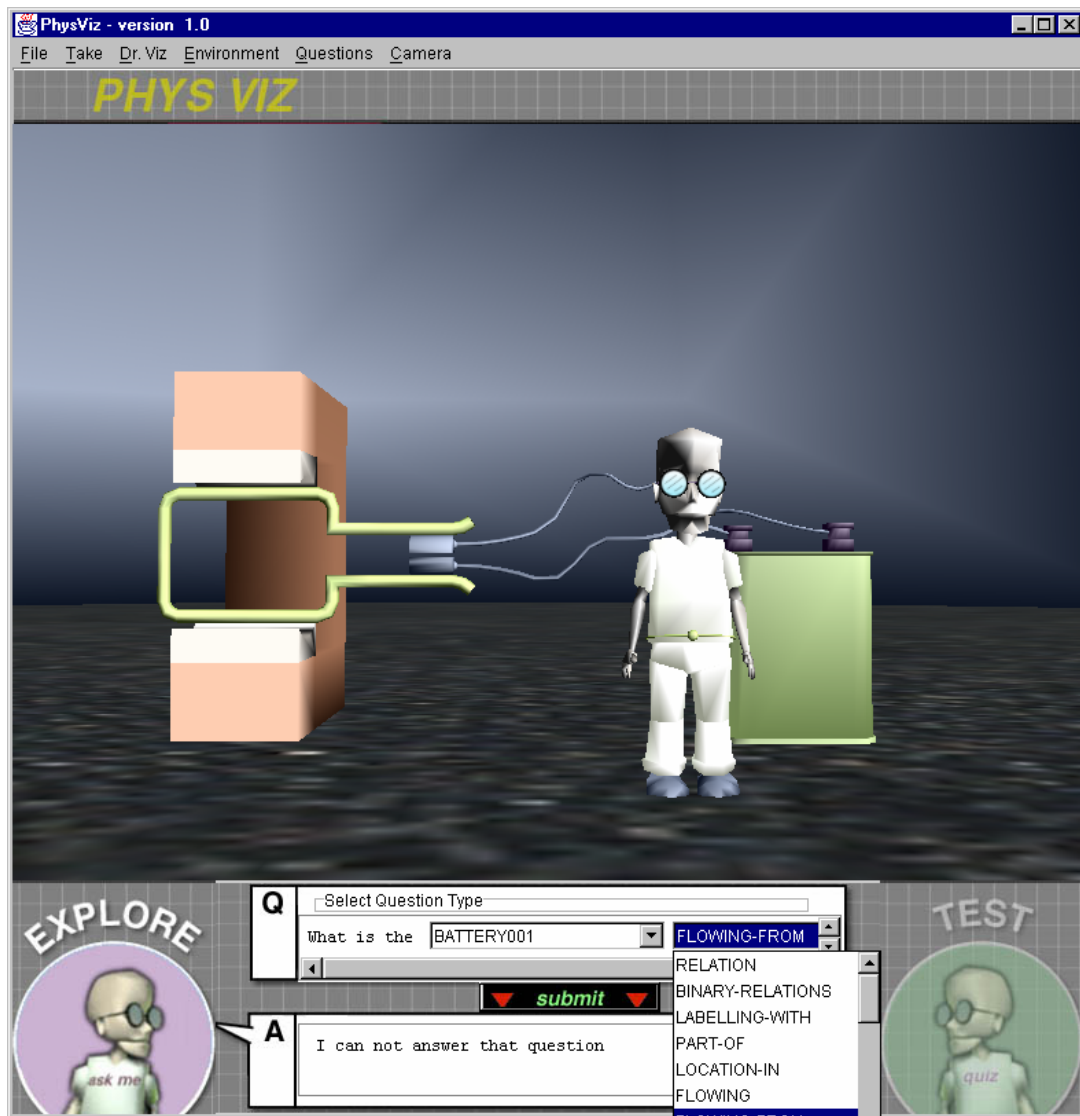 PhysViz - version 1.0
File Take Dr. Viz Environment Questions Camera
PHYS VIZ
EXPLORE
ask me
Q
Select Question Type
What is the BATTERY001 FLOWING-FROM
RELATION
BINARY-RELATIONS
LABELLING-WITH
PART-OF
LOCATION-IN
FLOWING
FLOWING-FROM
submit
A
I can not answer that question
TEST
quiz